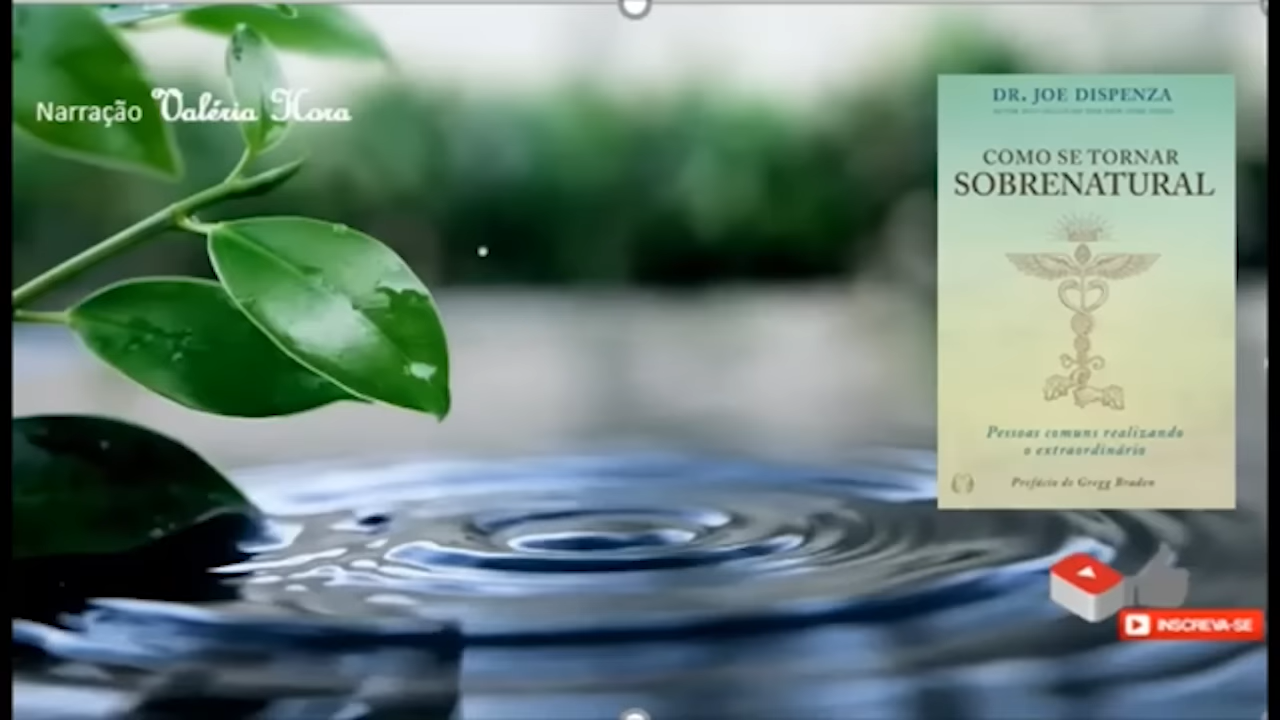 Narração Valéria Hora
DR. JOE DISPENZA
COMO SE TORNAR
SOBRENATURAL
Pessoas comuns realizando
o extraordinário
Prefácio de Gregg Braden
INSCREVA-SE